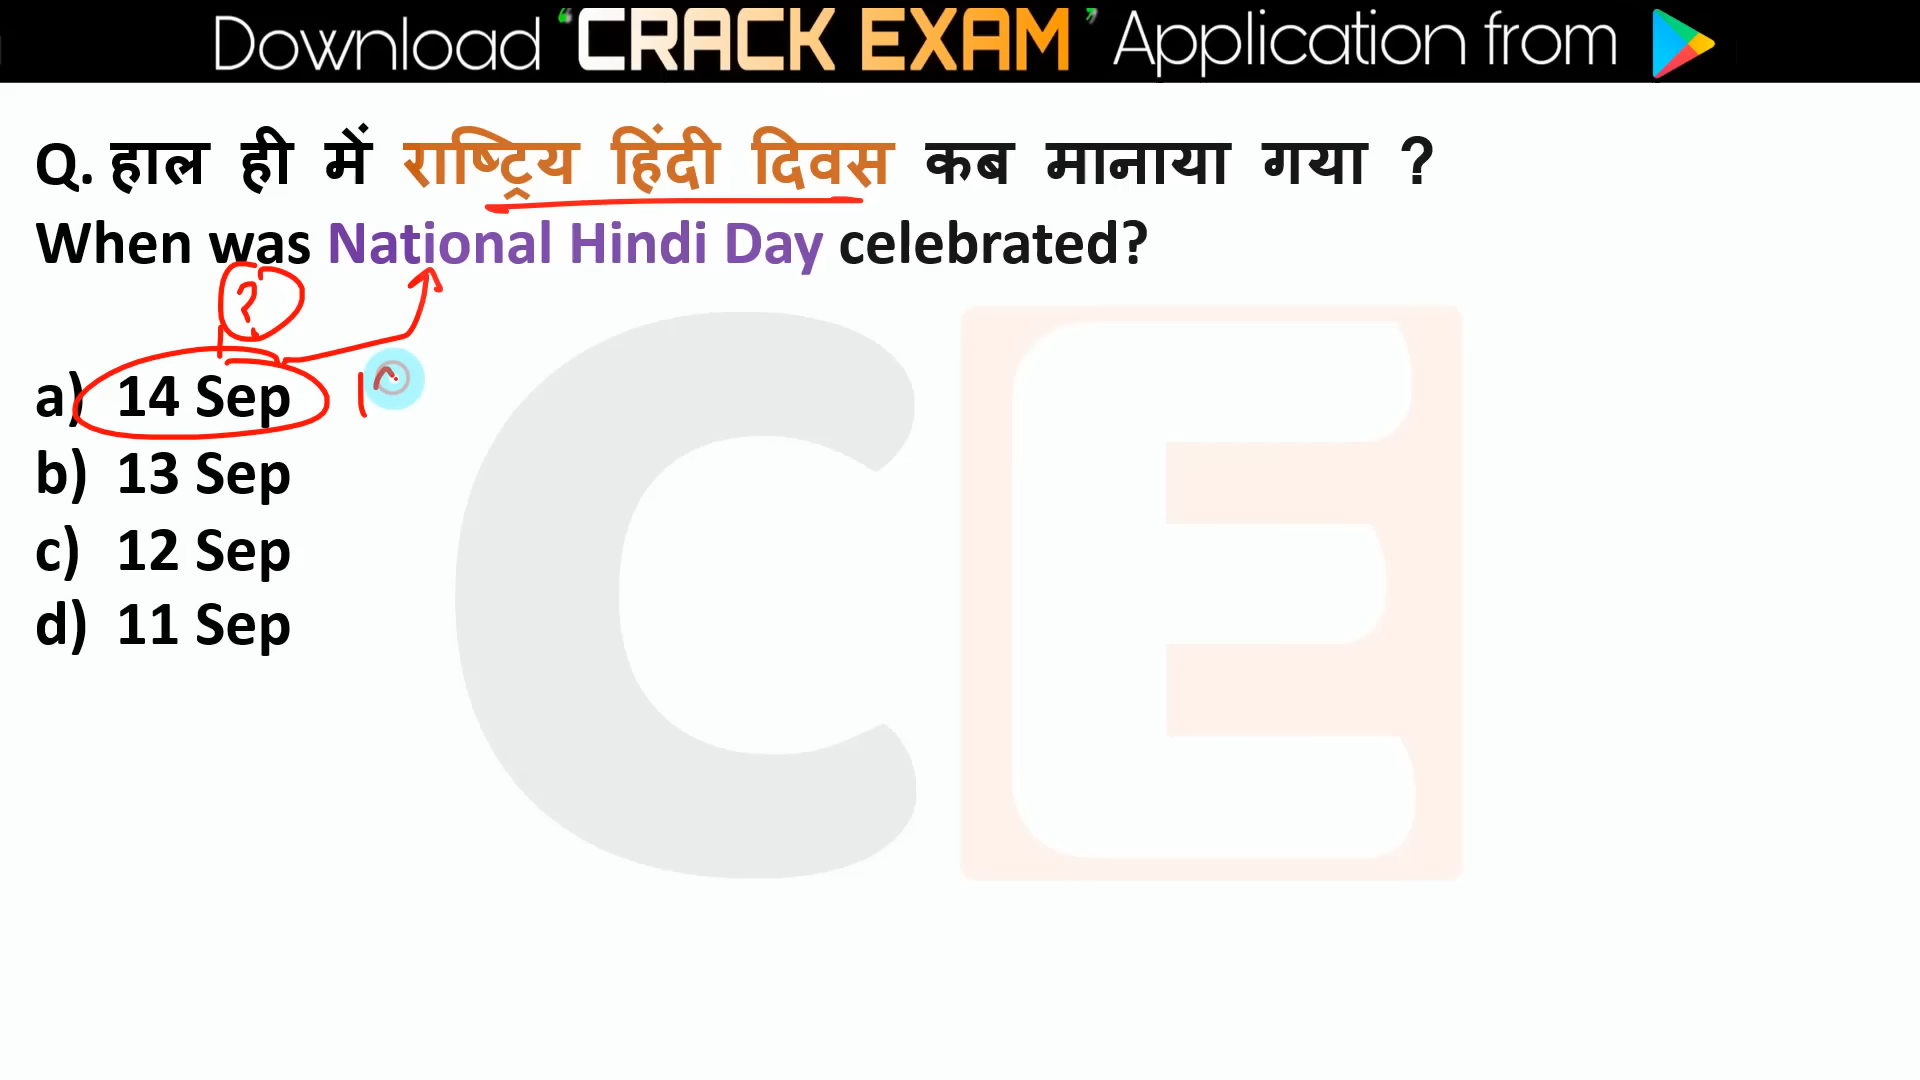 Download ‘CRACK EXAM’ Application from
Q. हाल ही में राष्ट्रिय हिंदी दिवस कब मानाया गया ?
When was National Hindi Day celebrated?
?
a) 14 Sep
b) 13 Sep
c) 12 Sep
d) 11 Sep
CE